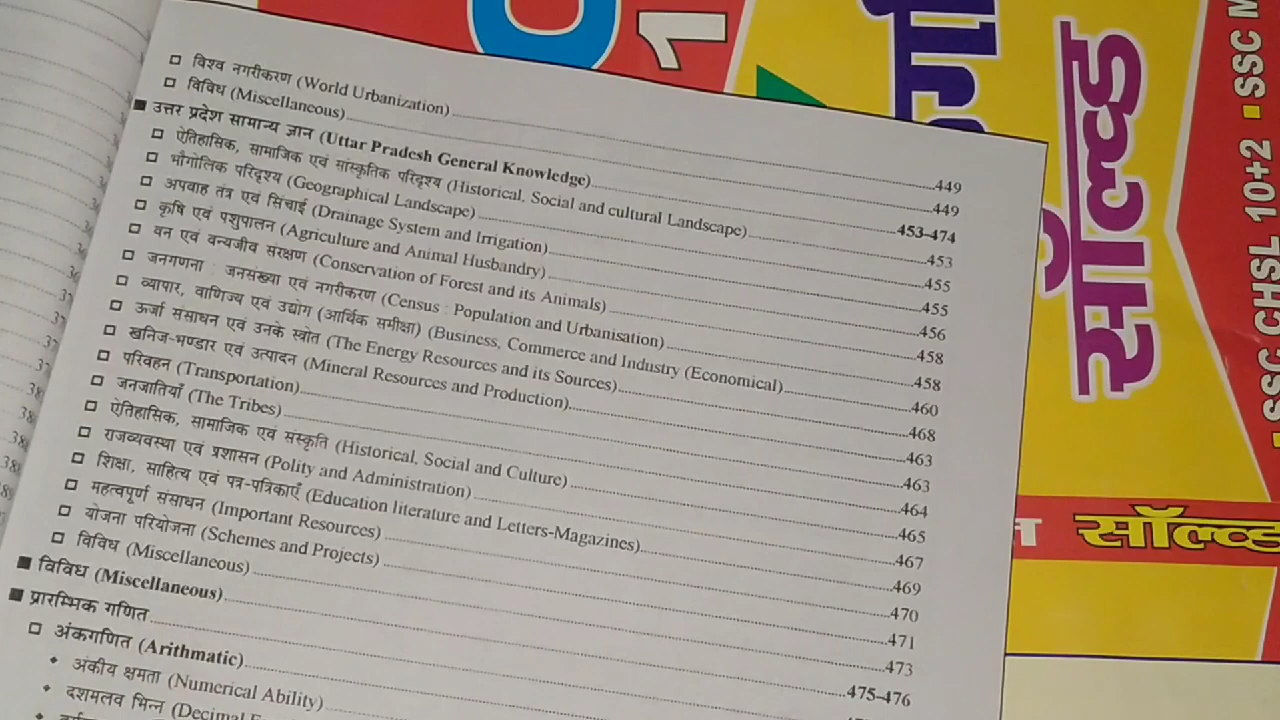 विश्व नगरीकरण (World Urbanization) 449
विविध (Miscellaneous) 449
उत्तर प्रदेश सामान्य ज्ञान (Uttar Pradesh General Knowledge) 453-474
ऐतिहासिक, सामाजिक एवं सांस्कृतिक परिदृश्य (Historical, Social and cultural Landscape) 453
भौगोलिक परिदृश्य (Geographical Landscape) 455
अपवाह तंत्र एवं सिंचाई (Drainage System and Irrigation) 455
कृषि एवं पशुपालन (Agriculture and Animal Husbandry) 456
वन एवं वन्यजीव संरक्षण (Conservation of Forest and its Animals) 458
जनगणना : जनसंख्या एवं नगरीकरण (Census : Population and Urbanisation) 458
व्यापार, वाणिज्य एवं उद्योग (आर्थिक समीक्षा) (Business, Commerce and Industry (Economical) 460
ऊर्जा संसाधन एवं उनके स्त्रोत (The Energy Resources and its Sources) 468
खनिज-भण्डार एवं उत्पादन (Mineral Resources and Production) 463
परिवहन (Transportation) 463
जनजातियाँ (The Tribes) 464
ऐतिहासिक, सामाजिक एवं संस्कृति (Historical, Social and Culture) 465
राजव्यवस्था एवं प्रशासन (Polity and Administration) 467
शिक्षा, साहित्य एवं पत्र-पत्रिकाएँ (Education literature and Letters-Magazines) 469
महत्वपूर्ण संसाधन (Important Resources) 470
योजना परियोजना (Schemes and Projects) 471
विविध (Miscellaneous) 473
विविध (Miscellaneous) 475-476
प्रारम्भिक गणित
अंकगणित (Arithmatic)
अंकीय क्षमता (Numerical Ability)
दशमलव भिन्न (Decimal
सॉल्व्ड
SSC CHSL 10+2 SSC
सॉल्व्ड